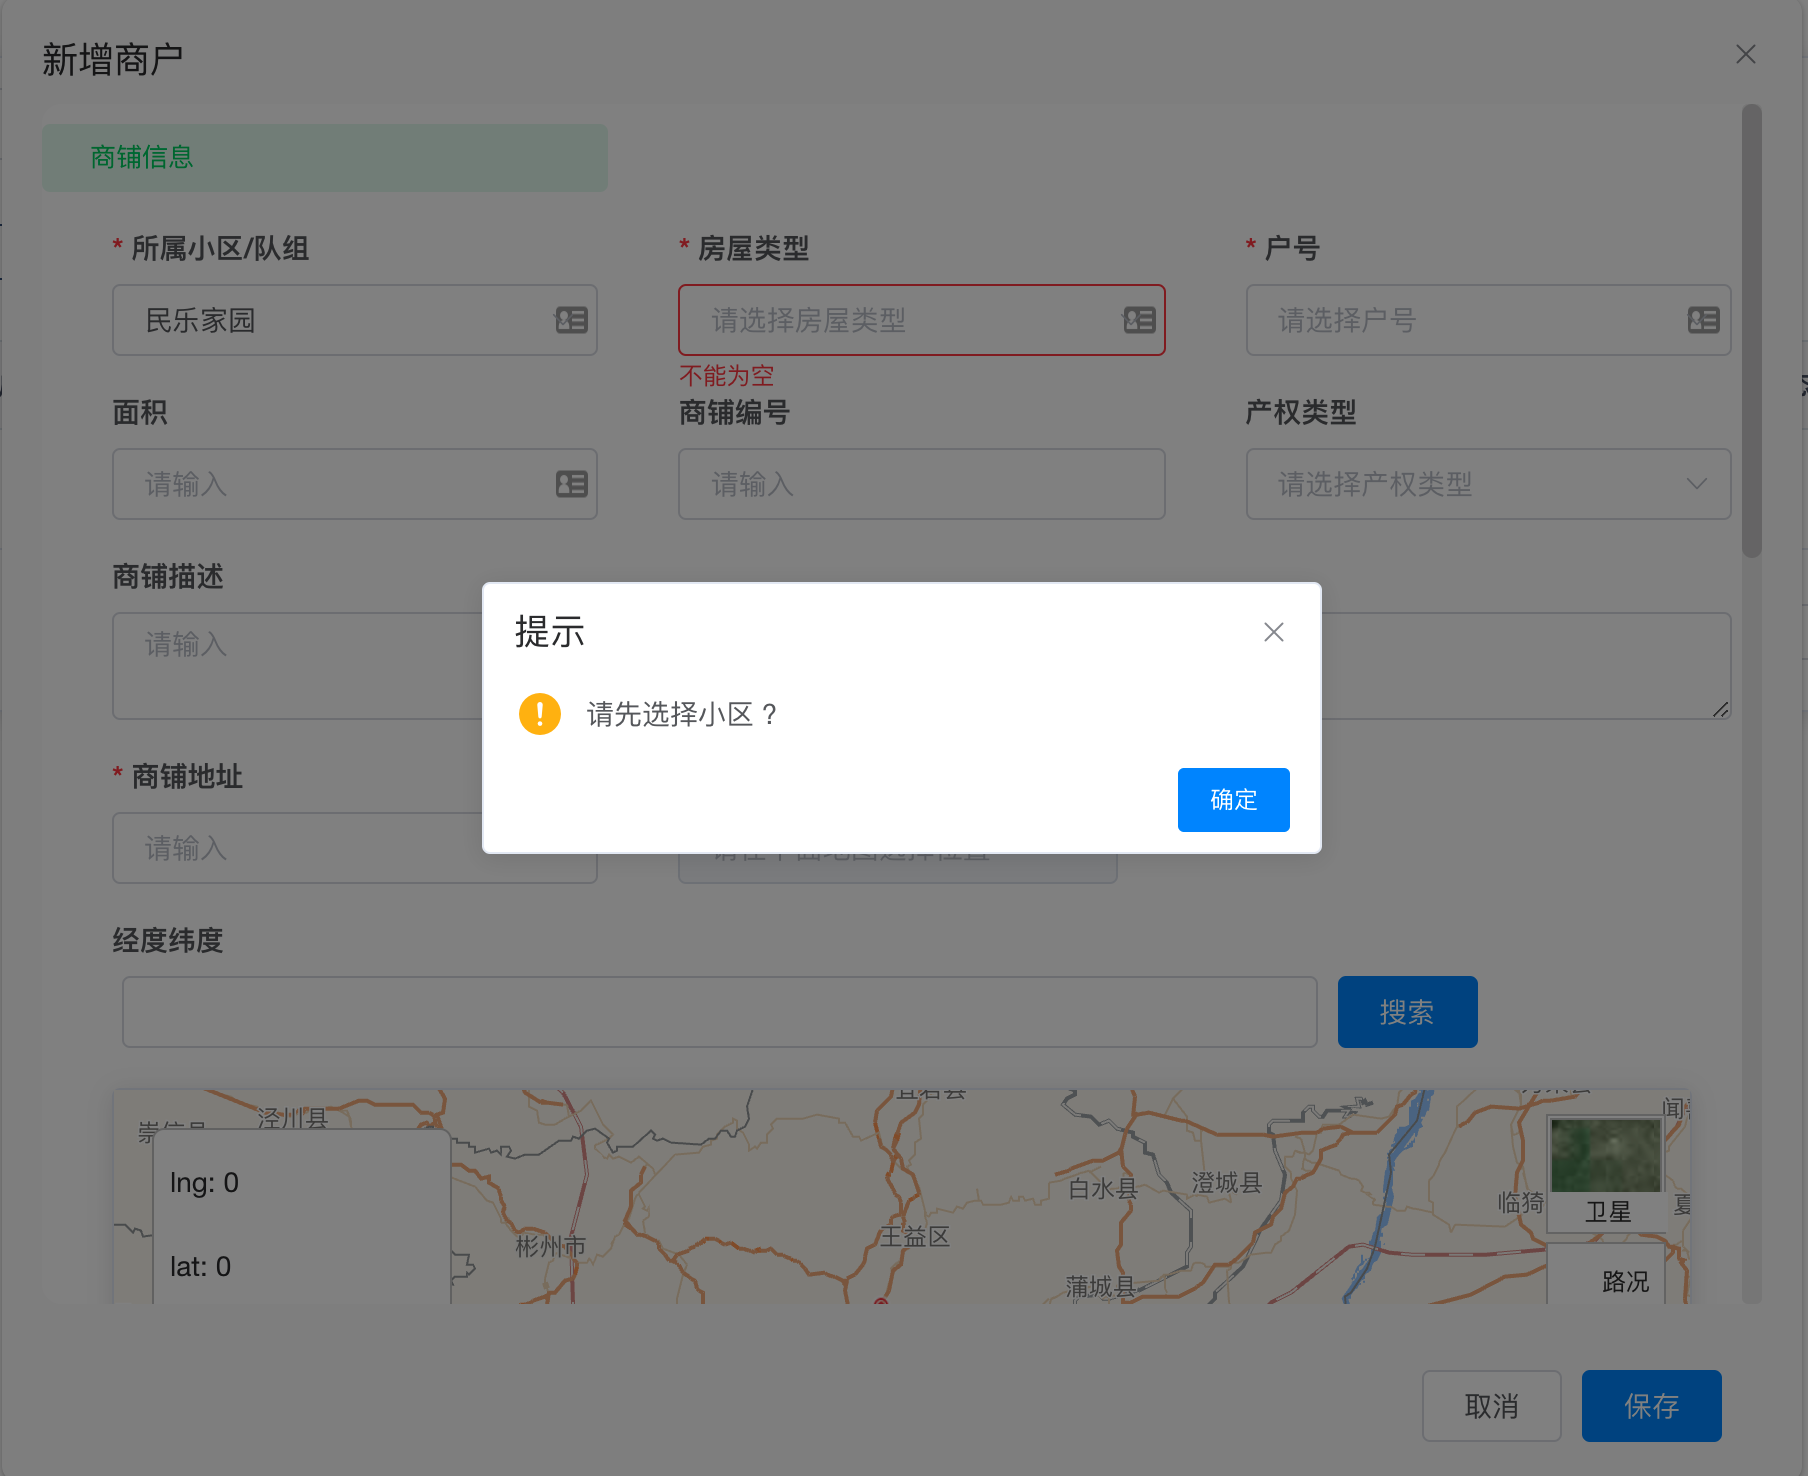 新增商户
商铺信息
* 所属小区/队组
* 房屋类型
* 户号
民乐家园
请选择房屋类型
请选择户号
不能为空
面积
商铺编号
产权类型
请输入
请输入
请选择产权类型
商铺描述
请输入
提示
请先选择小区？
确定
* 商铺地址
请输入
经度纬度
搜索
泾川县
lng: 0
lat: 0
彬州市
王益区
白水县
澄城县
蒲城县
临猗
卫星
夏
路况
取消
保存